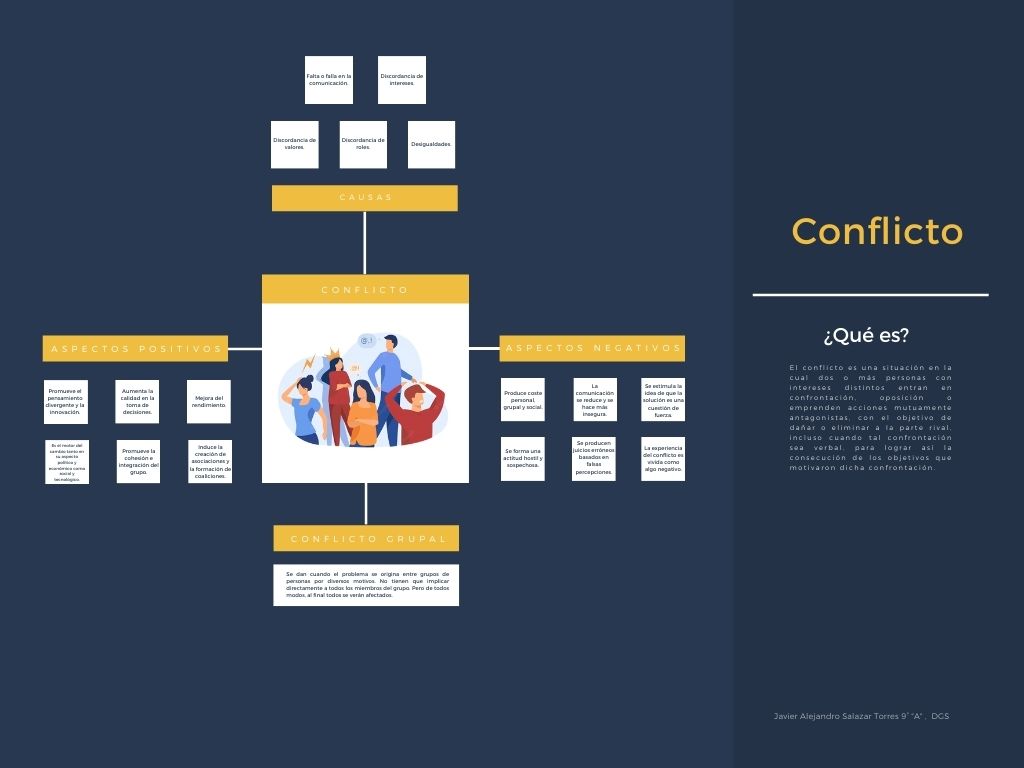 Falta o falla en la
comunicación.
Discordancia de
intereses.
Discordancia de
valores.
Discordancia de
roles.
Desigualdades.
CAUSAS
CONFLICTO
@.!
.@!
ASPECTOS POSITIVOS
Promueve el
pensamiento
divergente y la
innovación.
Aumenta la
calidad en la
toma de
decisiones.
Mejora del
rendimiento.
Es el motor del
cambio tanto en
su aspecto
político y
económico como
social y
tecnológico.
Promueve la
cohesión e
integración del
grupo.
Induce la
creación de
asociaciones y
la formación de
coaliciones.
ASPECTOS NEGATIVOS
Produce coste
personal,
grupal y social.
La
comunicación
se reduce y se
hace más
insegura.
Se estimula la
idea de que la
solución es una
cuestión de
fuerza.
Se forma una
actitud hostil y
sospechosa.
Se producen
juicios erróneos
basados en
falsas
percepciones.
La experiencia
del conflicto es
vivida como
algo negativo.
CONFLICTO GRUPAL
Se dan cuando el problema se origina entre grupos de
personas por diversos motivos. No tienen que implicar
directamente a todos los miembros del grupo. Pero de todos
modos, al final todos se verán afectados.
Conflicto
¿Qué es?
El conflicto es una situación en la
cual dos o más personas con
intereses distintos entran en
confrontación, oposición o
emprenden acciones mutuamente
antagonistas, con el objetivo de
dañar o eliminar a la parte rival,
incluso cuando tal confrontación
sea verbal, para lograr así la
consecución de los objetivos que
motivaron dicha confrontación.
Javier Alejandro Salazar Torres 9° "A" . DGS